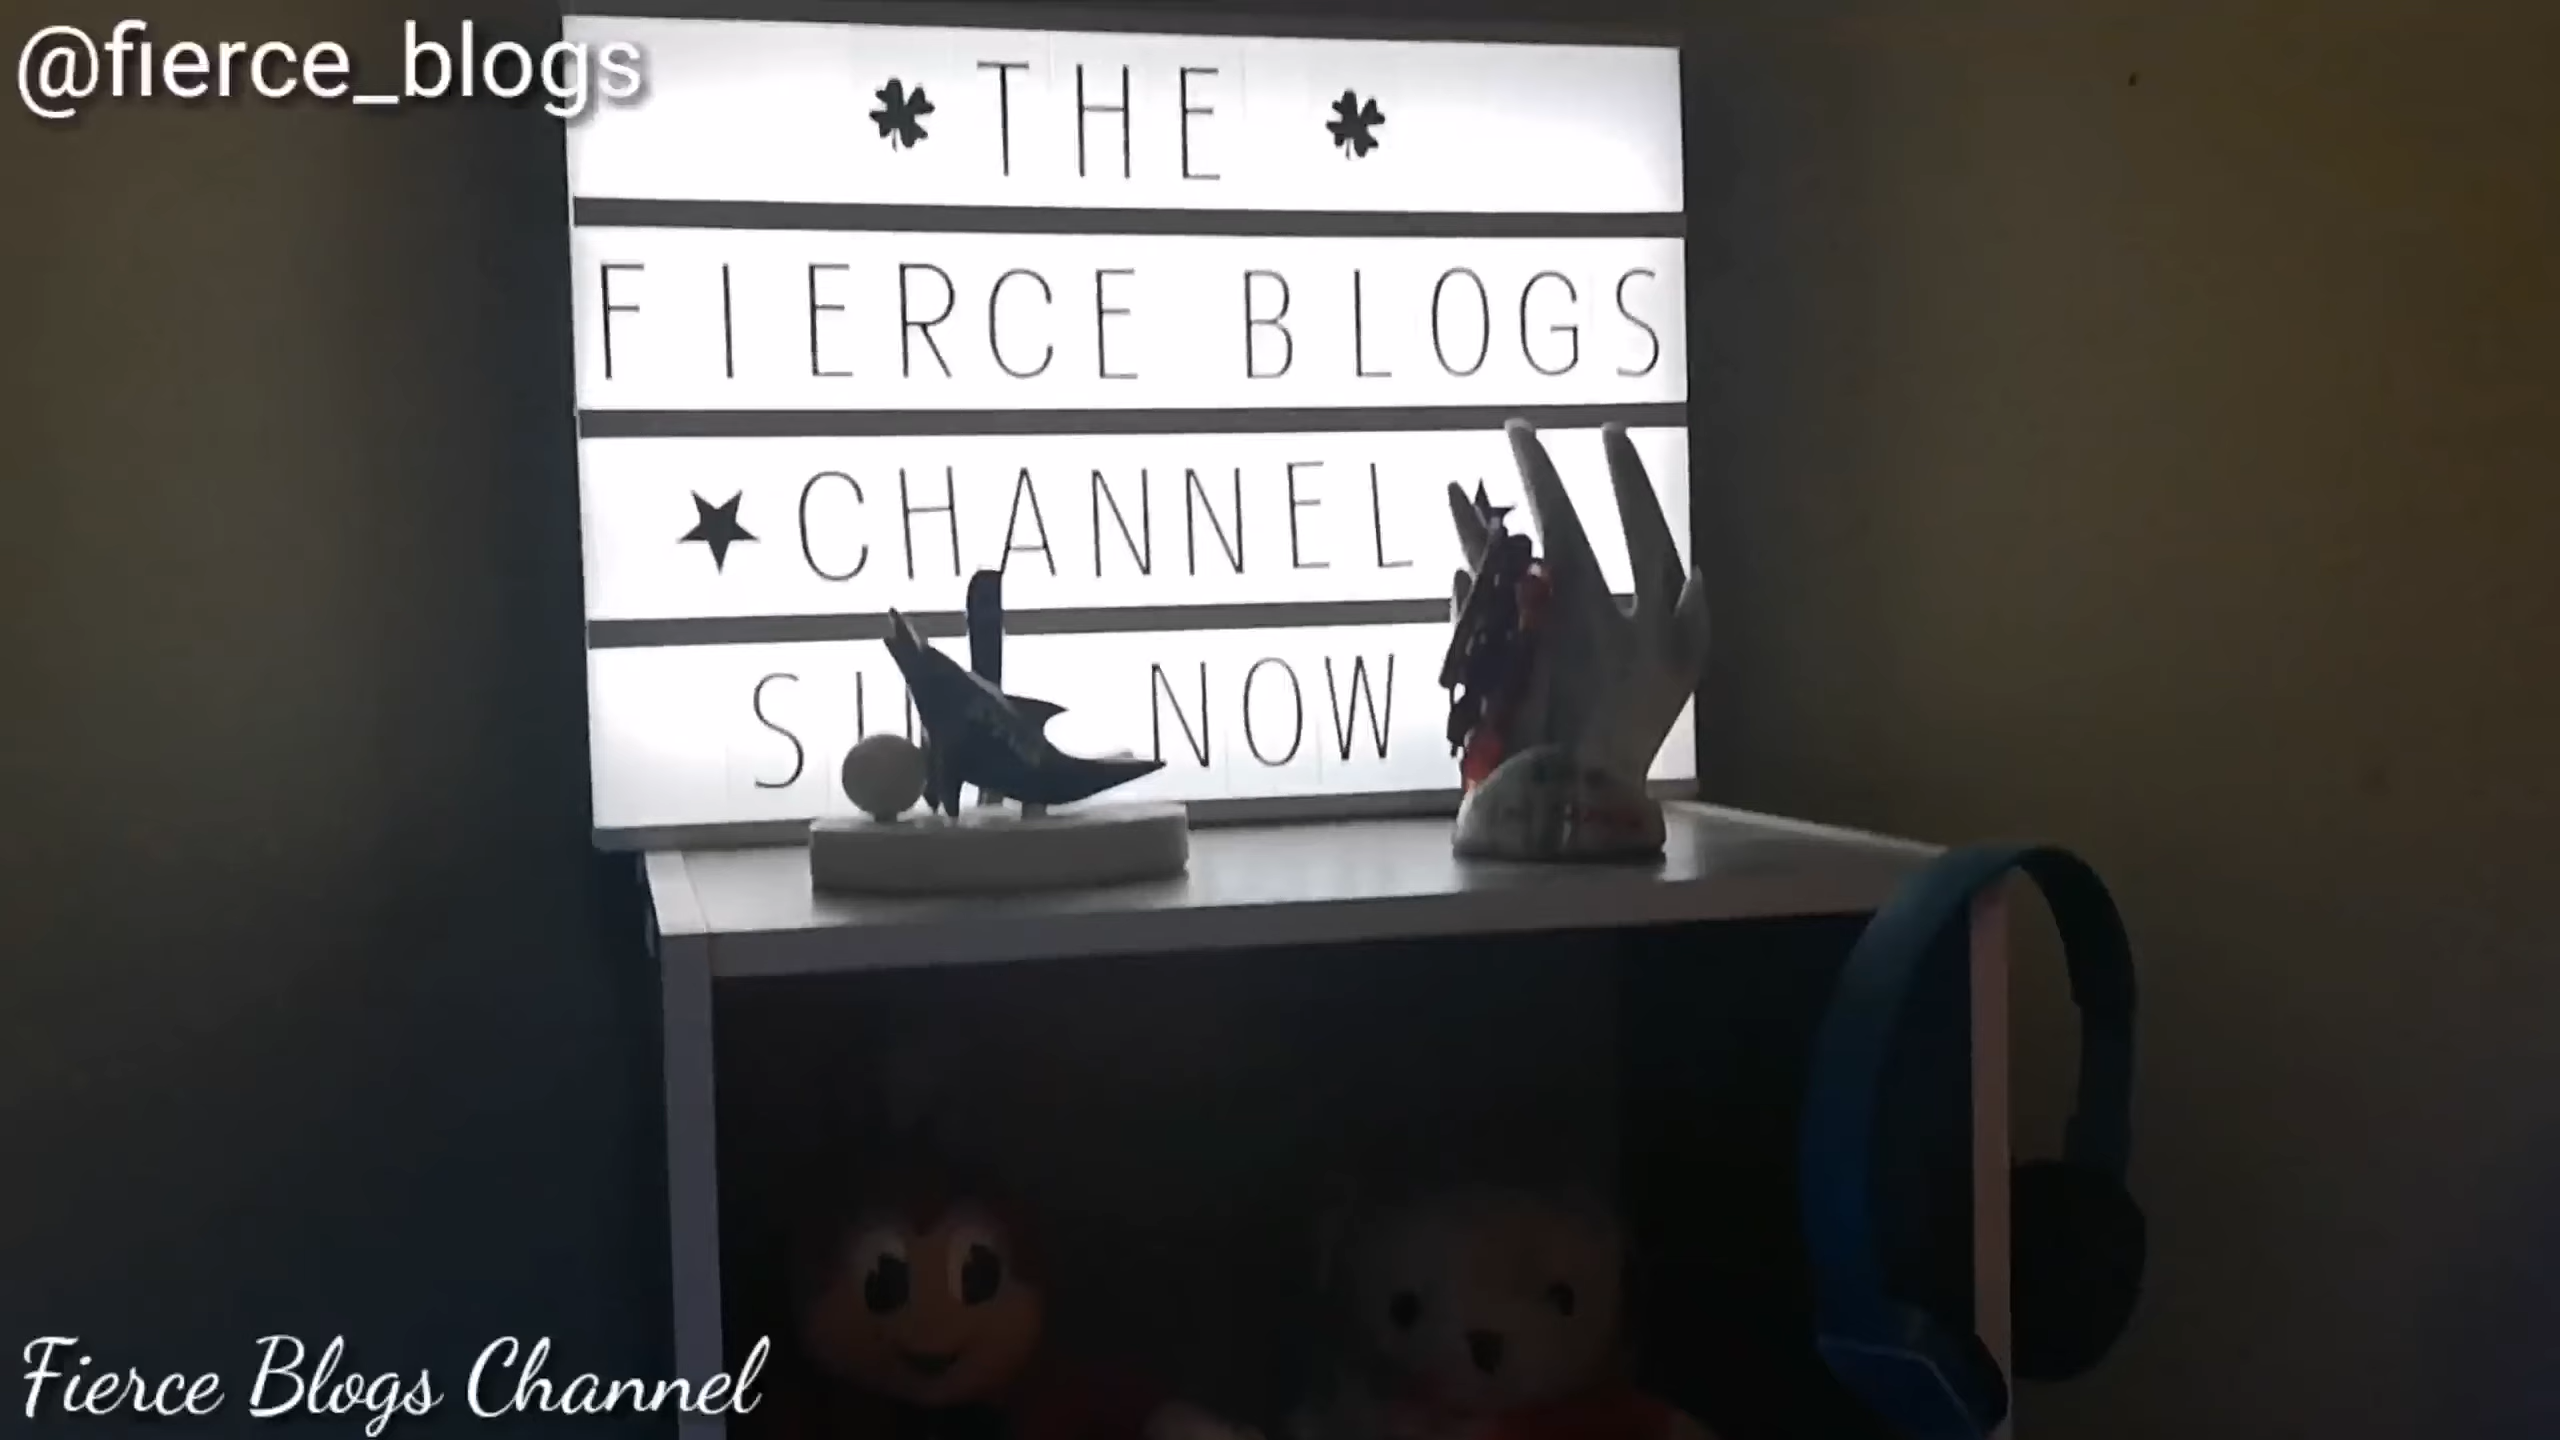 @fierce_blogs
THE
FIERCE BLOGS
CHANNEL
NOW
Fierce Blogs Channel